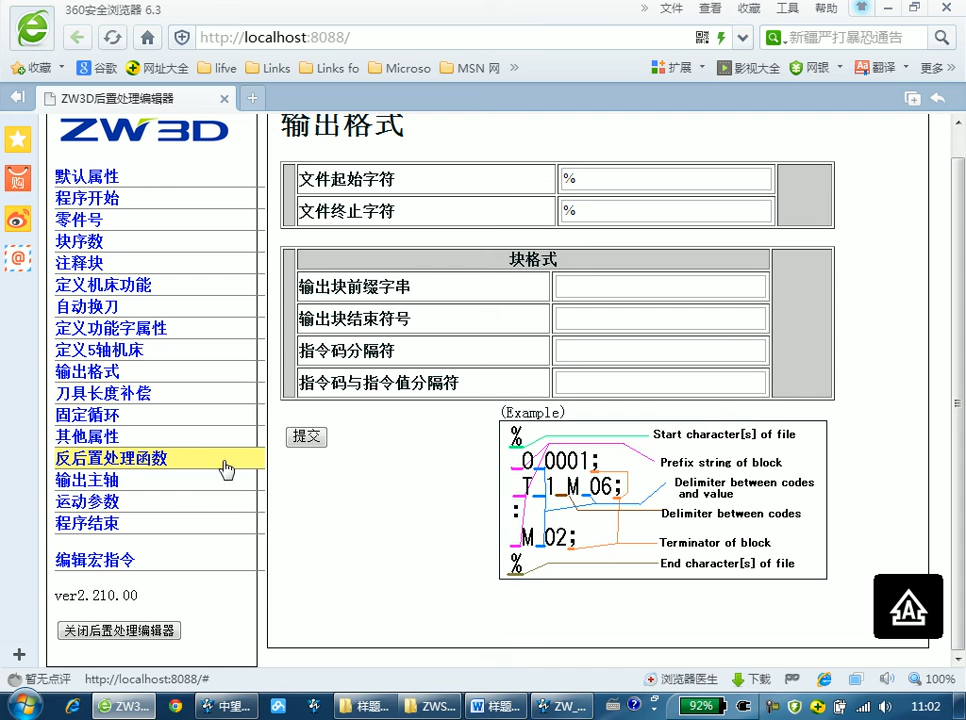 360安全浏览器 6.3
» 文件 查看 收藏 工具 帮助
http://localhost:8088/
新疆严打暴恐通告
收藏 谷歌 网址大全 lifve Links Links fo Microso MSN 网 »
扩展 影视大全 网银 翻译 更多 »
ZW3D后置处理编辑器
ZW3D
默认属性
程序开始
零件号
块序数
注释块
定义机床功能
自动换刀
定义功能字属性
定义5轴机床
输出格式
刀具长度补偿
固定循环
其他属性
反后置处理函数
输出主轴
运动参数
程序结束
编辑宏指令
ver2.210.00
关闭后置处理编辑器
输出格式
文件起始字符 %
文件终止字符 %
块格式
输出块前缀字串
输出块结束符号
指令码分隔符
指令码与指令值分隔符
提交
(Example)
%
_O_0001;
_T_1_M_06;
:
_M_02;
%
Start character[s] of file
Prefix string of block
Delimiter between codes
and value
Delimiter between codes
Terminator of block
End character[s] of file
A
购
暂无点评 http://localhost:8088/#
浏览器医生 下载 100%
ZW3... 中望... 样题... ZWS... 样题... ZW_... 92% 11:02